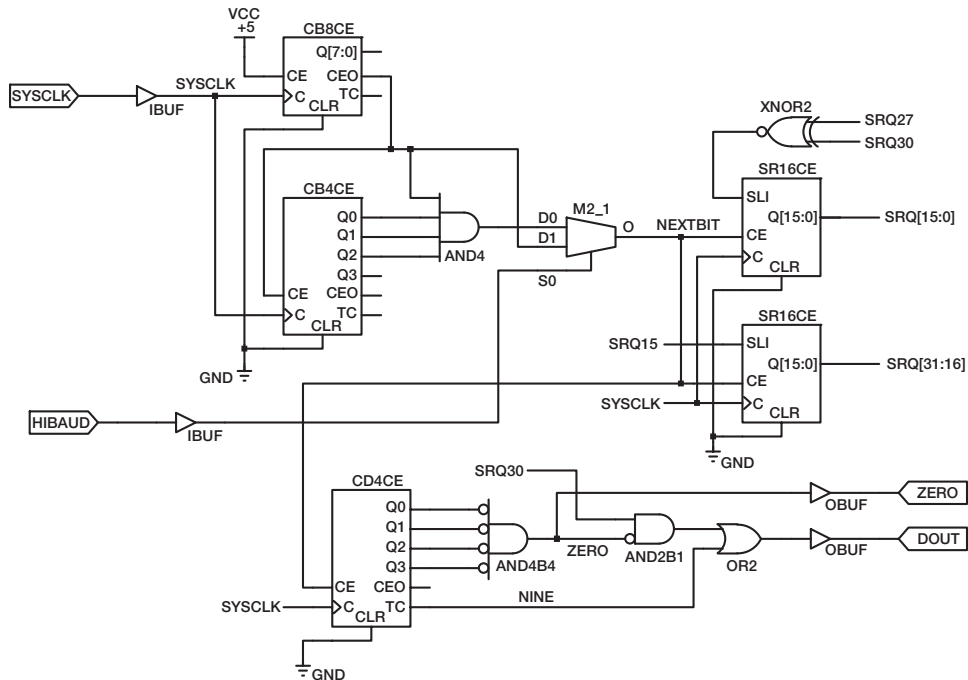 VCC
+5
CB8CE
Q[7:0]
CE
CEO
SYSCLK
SYSCLK
C
TC
IBUF
CLR
XNOR2
SRQ27
SRQ30
CB4CE
SR16CE
Q0
Q1
Q2
Q3
CE
CEO
C
TC
CLR
GND
AND4
D0
D1
M2_1
O
S0
NEXTBIT
SLI
Q[15:0]
SRQ[15:0]
CE
C
CLR
SR16CE
SRQ15
SLI
Q[15:0]
SRQ[31:16]
CE
SYSCLK
C
CLR
GND
HIBAUD
IBUF
SRQ30
CD4CE
Q0
Q1
Q2
Q3
CE
CEO
SYSCLK
C
TC
CLR
GND
AND4B4
ZERO
AND2B1
OR2
NINE
OBUF
ZERO
OBUF
DOUT